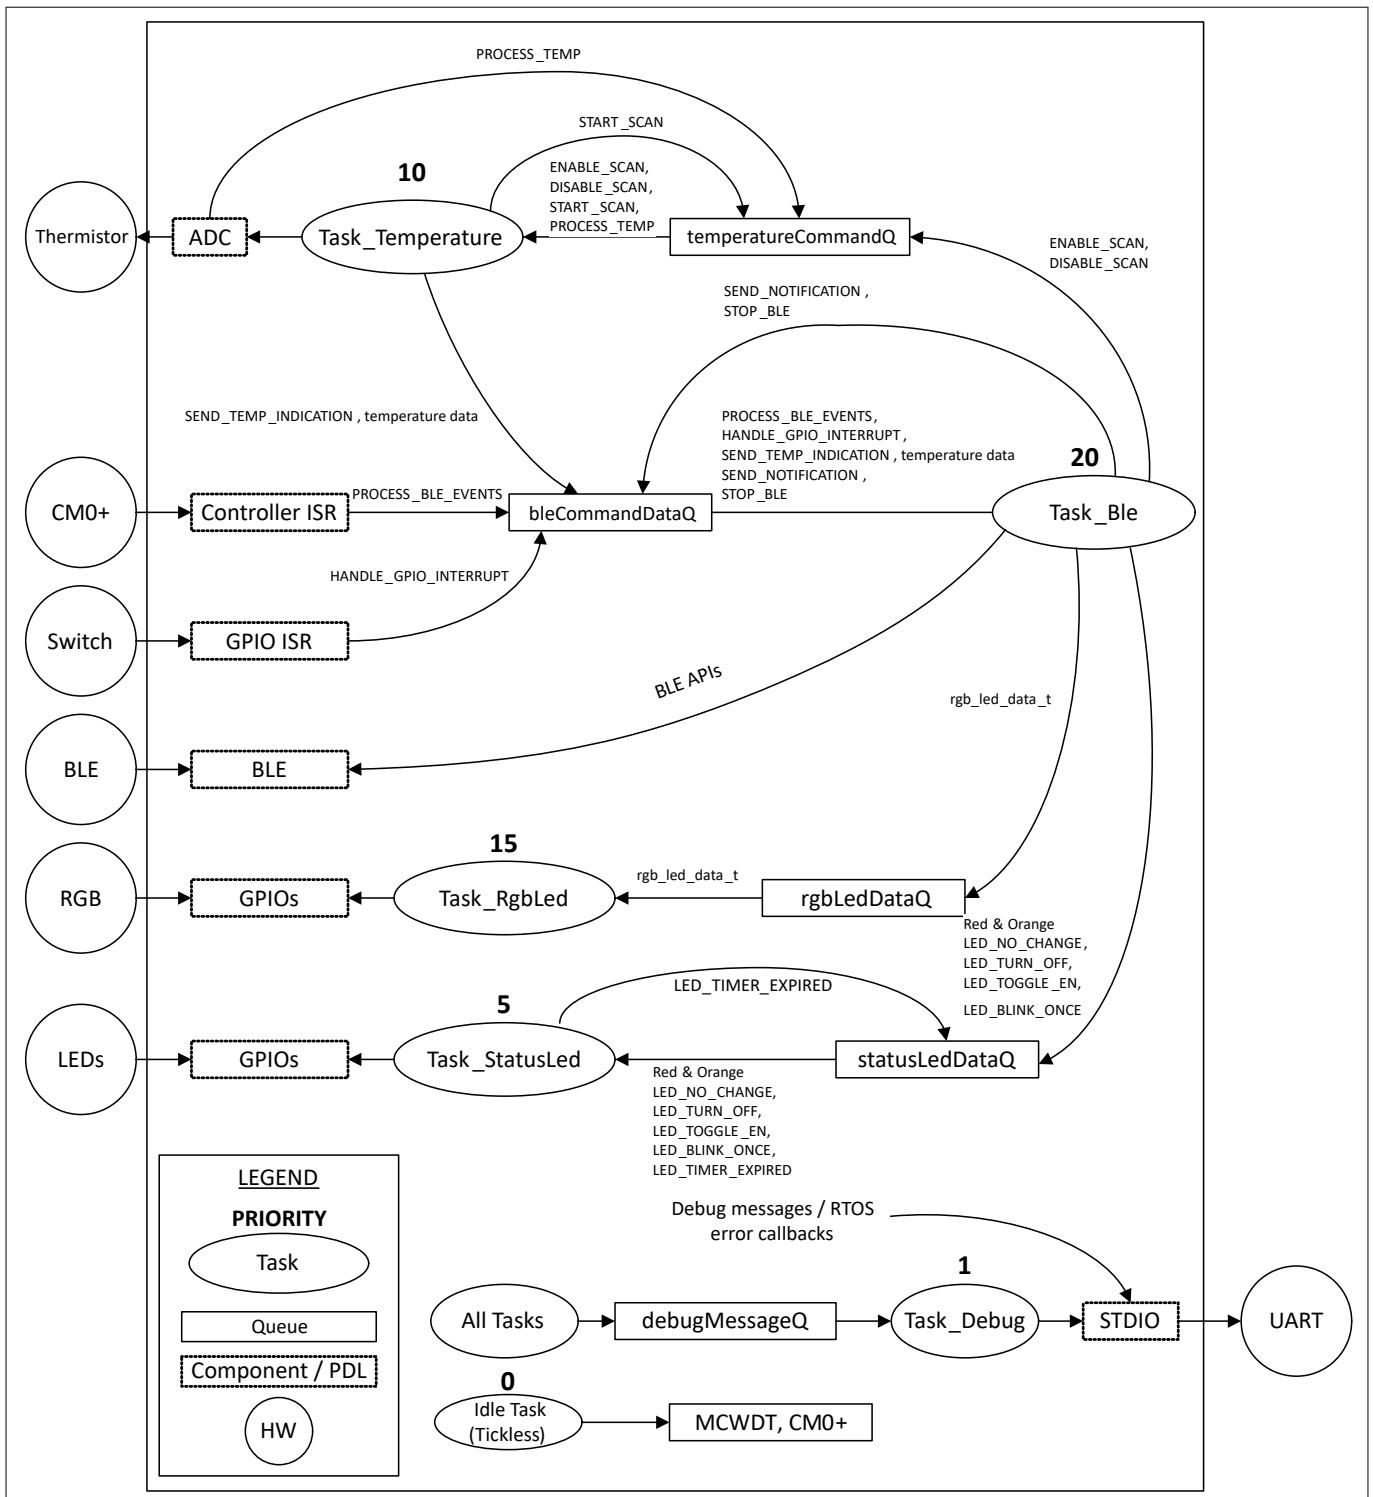 PROCESS_TEMP
START_SCAN
10
ENABLE_SCAN,
DISABLE_SCAN,
START_SCAN,
PROCESS_TEMP
Thermistor
ADC
Task_Temperature
temperatureCommandQ
ENABLE_SCAN,
DISABLE_SCAN
SEND_NOTIFICATION ,
STOP_BLE
SEND_TEMP_INDICATION , temperature data
PROCESS_BLE_EVENTS,
HANDLE_GPIO_INTERRUPT ,
SEND_TEMP_INDICATION , temperature data
SEND_NOTIFICATION ,
STOP_BLE
20
CM0+
Controller ISR
PROCESS_BLE_EVENTS
bleCommandDataQ
Task_Ble
HANDLE_GPIO_INTERRUPT
Switch
GPIO ISR
BLE APIs
rgb_led_data_t
BLE
BLE
15
RGB
GPIOs
Task_RgbLed
rgb_led_data_t
rgbLedDataQ
Red & Orange
LED_NO_CHANGE,
LED_TURN_OFF,
LED_TOGGLE_EN,
LED_BLINK_ONCE
LED_TIMER_EXPIRED
5
LEDs
GPIOs
Task_StatusLed
statusLedDataQ
Red & Orange
LED_NO_CHANGE,
LED_TURN_OFF,
LED_TOGGLE_EN,
LED_BLINK_ONCE,
LED_TIMER_EXPIRED
LEGEND
PRIORITY
Task
Queue
Component / PDL
HW
Debug messages / RTOS
error callbacks
1
All Tasks
debugMessageQ
Task_Debug
STDIO
UART
0
Idle Task
(Tickless)
MCWDT, CM0+